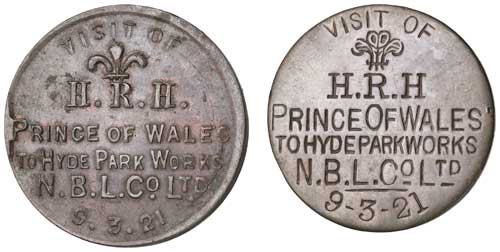 VISIT OF
H.R.H.
PRINCE OF WALES
TO HYDE PARK WORKS
N.B.L. Co LTD
9.3.21
VISIT OF
H.R.H
PRINCE OF WALES
TO HYDE PARK WORKS
N.B.L. Co LTD
9-3-21